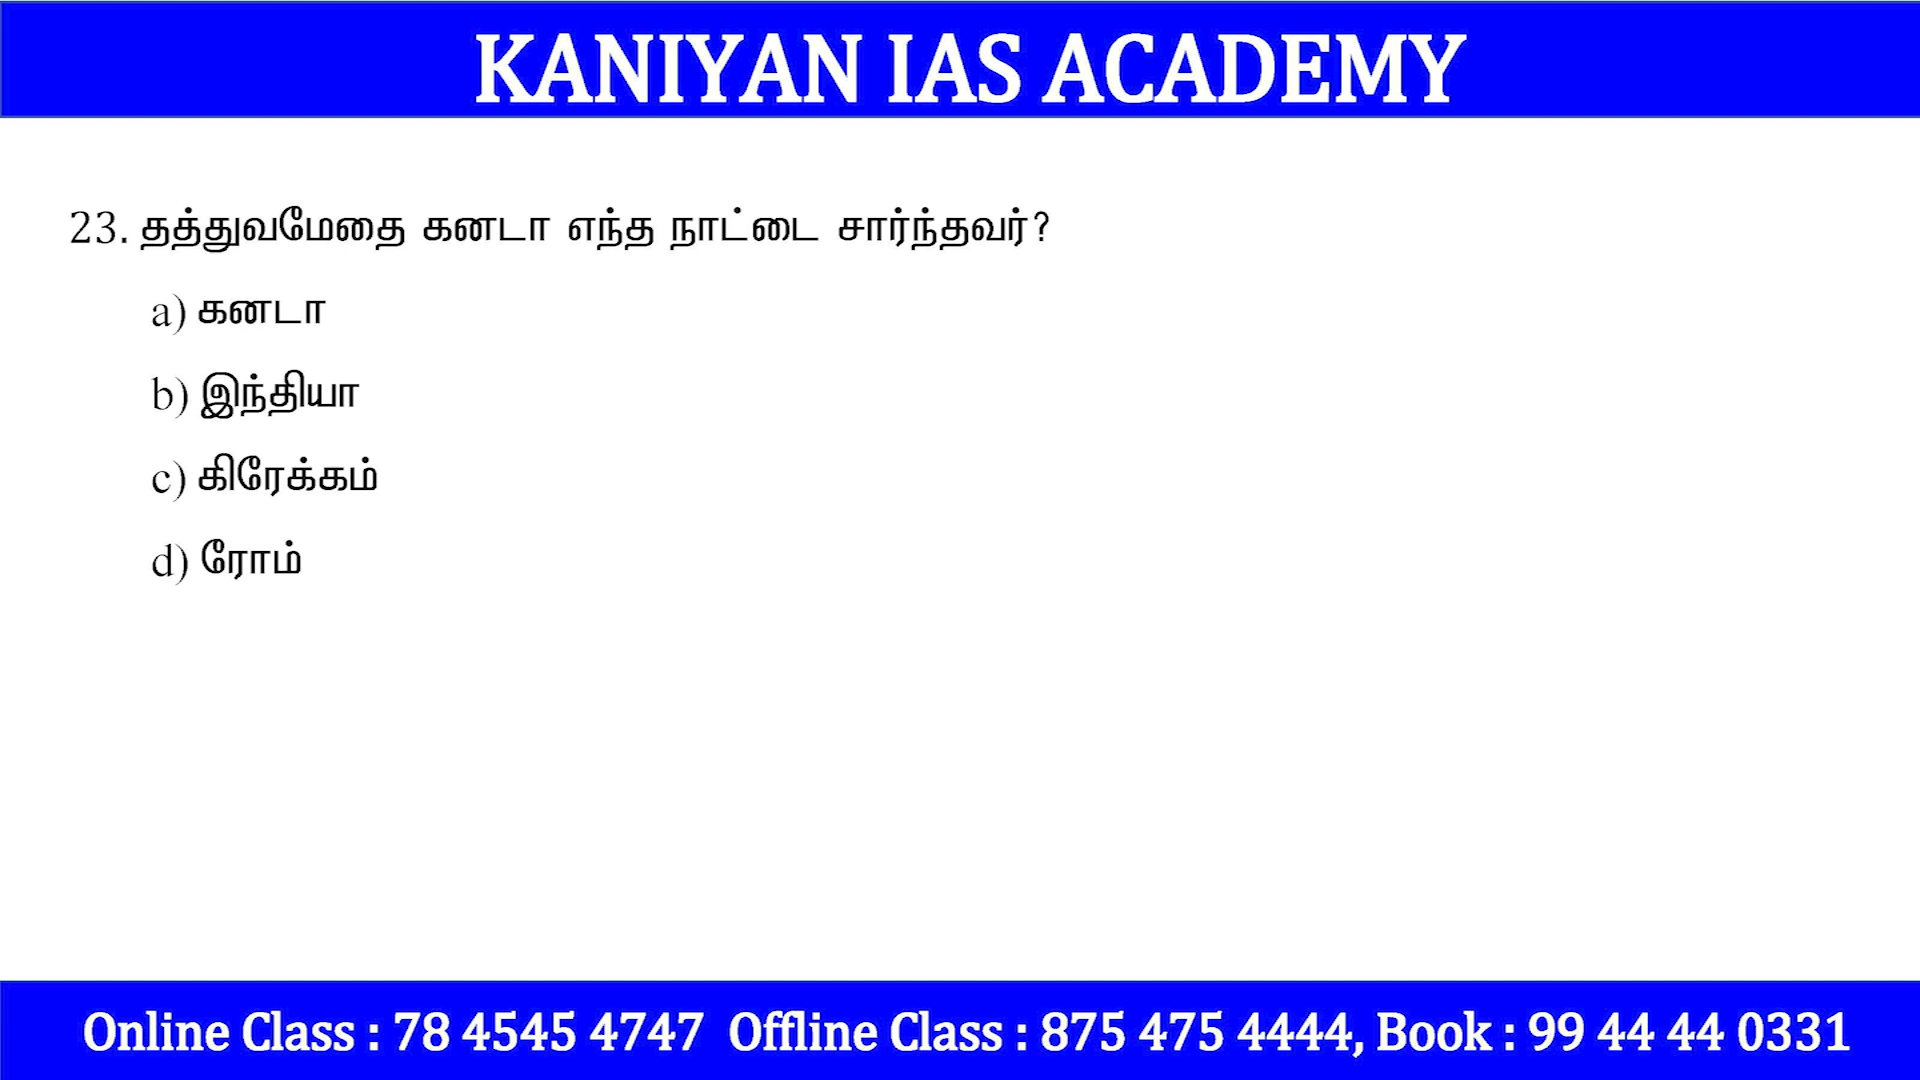 KANIYAN IAS ACADEMY
23. தத்துவமேதை கனடா எந்த நாட்டை சார்ந்தவர்?
a) கனடா
b) இந்தியா
c) கிரேக்கம்
d) ரோம்
Online Class : 78 4545 4747 Offline Class : 875 475 4444, Book : 99 44 44 0331